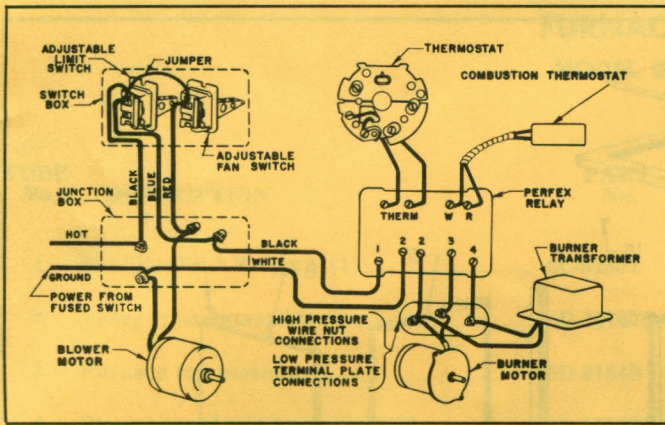 ADJUSTABLE
LIMIT
SWITCH
JUMPER
SWITCH
BOX
ADJUSTABLE
FAN SWITCH
THERMOSTAT
COMBUSTION THERMOSTAT
BLACK
BLUE
RED
JUNCTION
BOX
HOT
GROUND
POWER FROM
FUSED SWITCH
BLACK
WHITE
THERM
W R
PERFEX
RELAY
1 2 2 3 4
BURNER
TRANSFORMER
HIGH PRESSURE
WIRE NUT
CONNECTIONS
LOW PRESSURE
TERMINAL PLATE
CONNECTIONS
BLOWER
MOTOR
BURNER
MOTOR